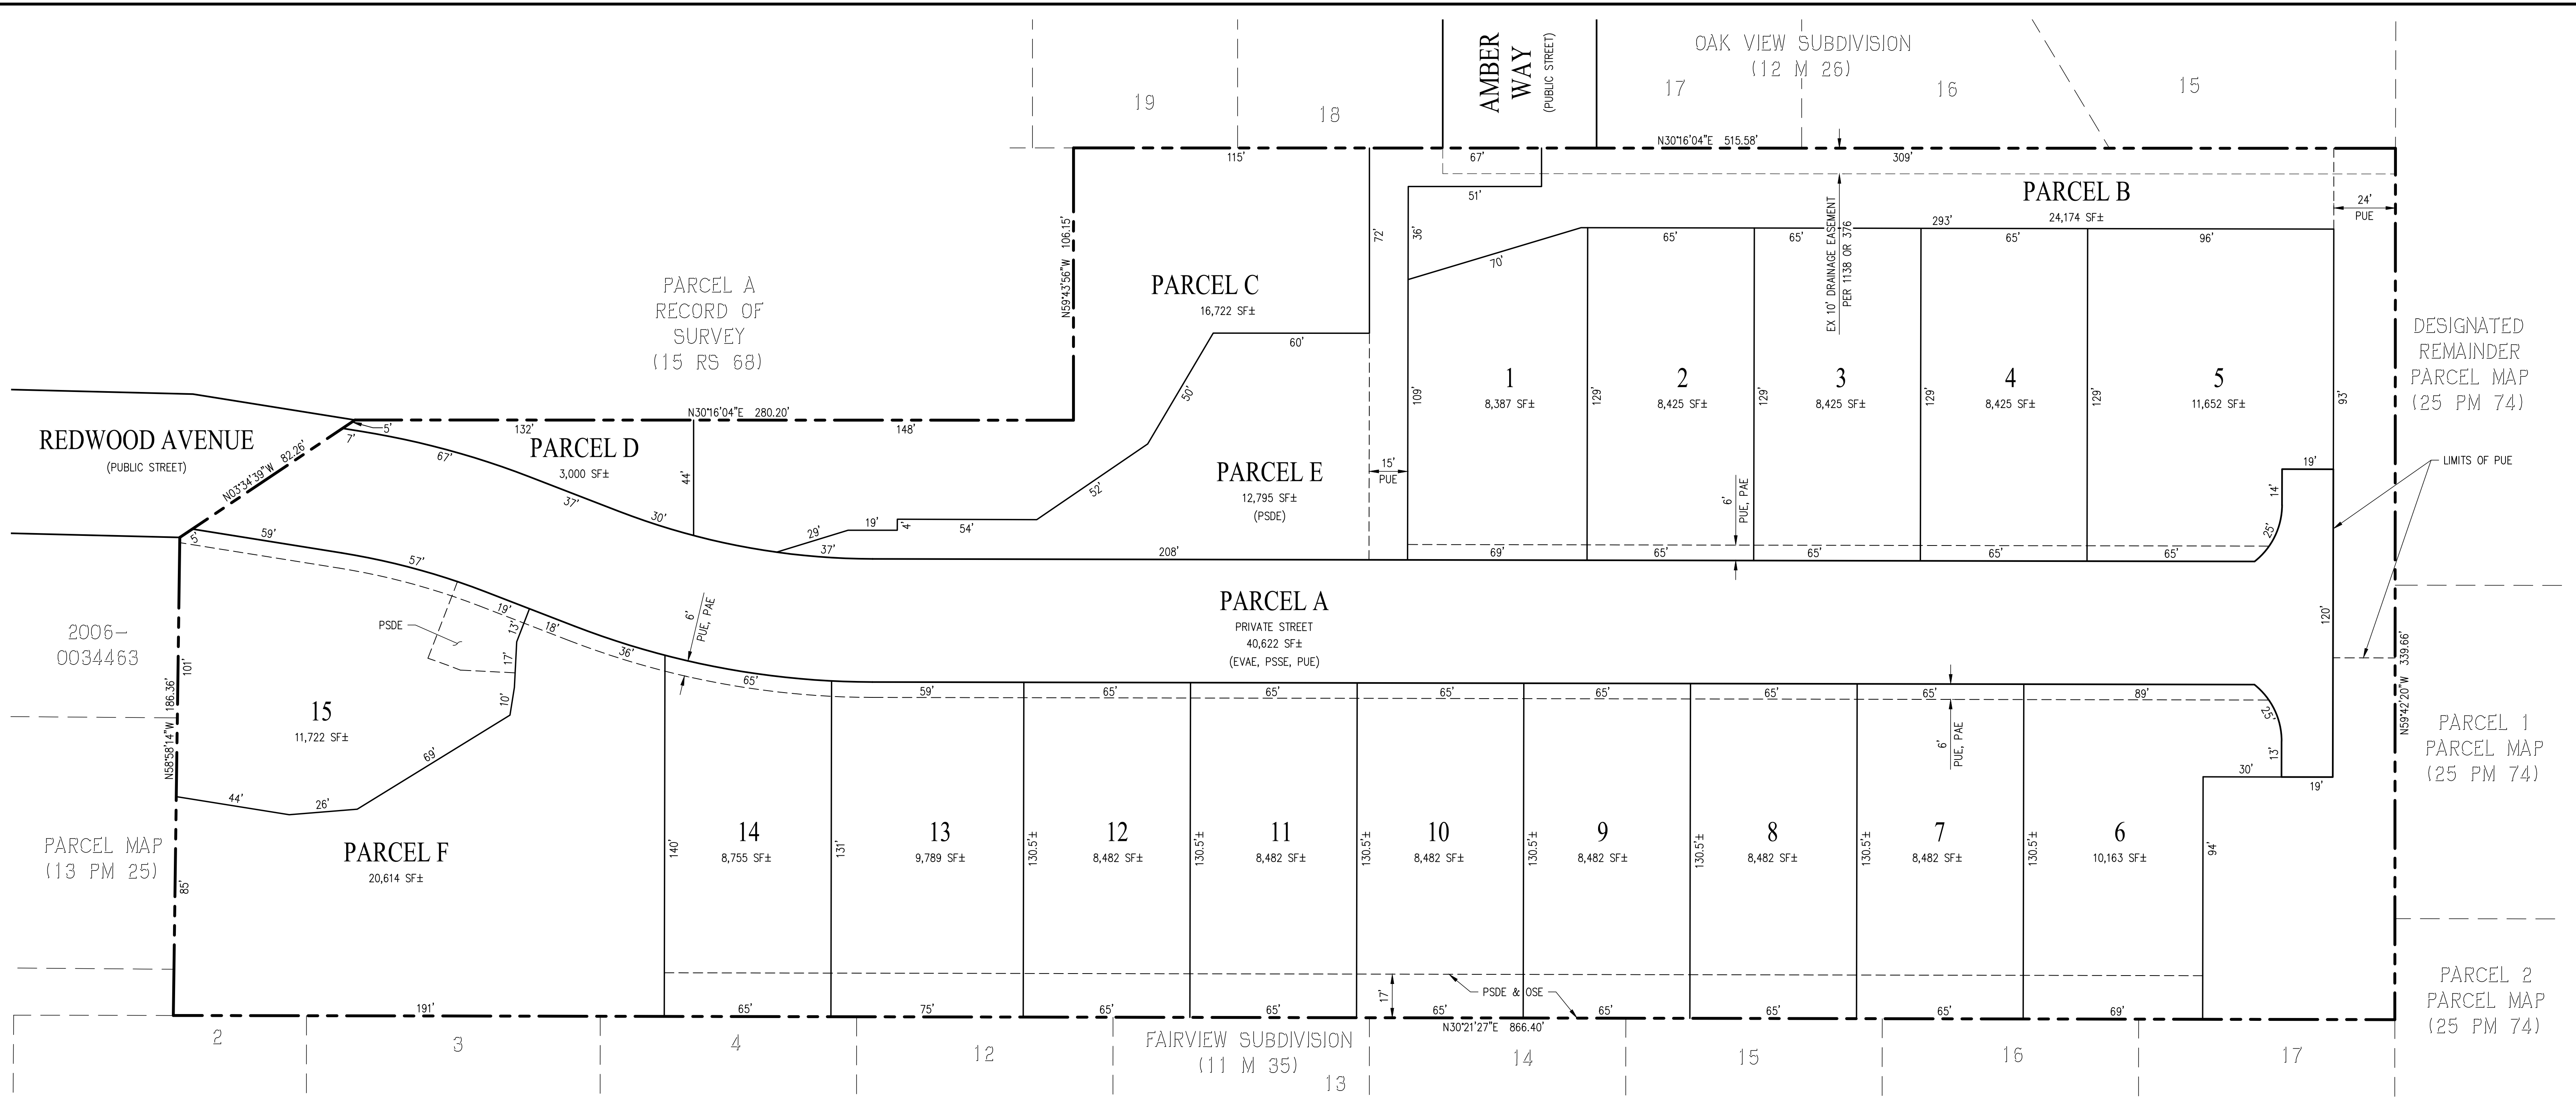 AMBER
WAY
(PUBLIC STREET)
OAK VIEW SUBDIVISION
(12 M 26)
19
18
17
16
15
N30°16'04"E 515.58'
115'
67'
309'
51'
PARCEL B
24,174 SF±
24'
PUE
293'
65'
65'
65'
96'
72'
36'
70'
EX 10' DRAINAGE EASEMENT
PER 1138 OR 376
N59°43'56"W 106.15'
PARCEL A
RECORD OF
SURVEY
(15 RS 68)
PARCEL C
16,722 SF±
60'
50'
DESIGNATED
REMAINDER
PARCEL MAP
(25 PM 74)
1
8,387 SF±
2
8,425 SF±
3
8,425 SF±
4
8,425 SF±
5
11,652 SF±
109'
129'
129'
129'
129'
93'
REDWOOD AVENUE
(PUBLIC STREET)
N03°34'39"W 82.26'
N30°16'04"E 280.20'
5'
7'
132'
148'
67'
PARCEL D
3,000 SF±
37'
30'
44'
PARCEL E
12,795 SF±
(PSDE)
52'
15'
PUE
6'
PUE, PAE
19'
14'
25'
LIMITS OF PUE
29'
19'
4'
54'
37'
208'
69'
65'
65'
65'
65'
5'
59'
57'
19'
18'
36'
65'
PARCEL A
PRIVATE STREET
40,622 SF±
(EVAE, PSSE, PUE)
120'
6'
PUE, PAE
PSDE
13'
17'
10'
2006-
0034463
101'
N58°58'14"W 186.36'
15
11,722 SF±
69'
44'
26'
59'
65'
65'
65'
65'
65'
65'
89'
6'
PUE, PAE
25'
13'
30'
19'
N59°42'20"W 339.66'
PARCEL 1
PARCEL MAP
(25 PM 74)
PARCEL MAP
(13 PM 25)
85'
PARCEL F
20,614 SF±
140'
14
8,755 SF±
131'
13
9,789 SF±
130.5'±
12
8,482 SF±
130.5'±
11
8,482 SF±
130.5'±
10
8,482 SF±
130.5'±
9
8,482 SF±
130.5'±
8
8,482 SF±
130.5'±
7
8,482 SF±
130.5'±
6
10,163 SF±
94'
17'
PSDE & OSE
PARCEL 2
PARCEL MAP
(25 PM 74)
191'
65'
75'
65'
65'
65'
65'
65'
65'
69'
N30°21'27"E 866.40'
2
3
4
12
FAIRVIEW SUBDIVISION
(11 M 35)
13
14
15
16
17